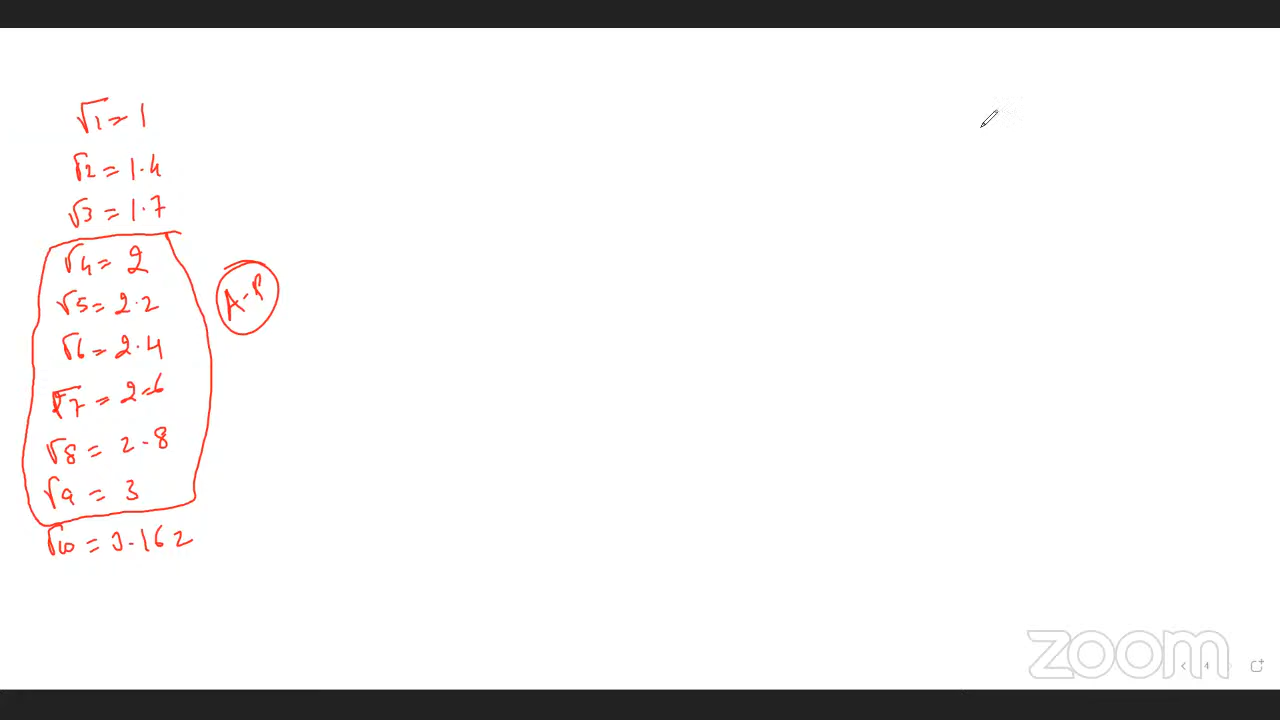 √1 = 1
√2 = 1.4
√3 = 1.7
√4 = 2
√5 = 2.2
√6 = 2.4
√7 = 2.6
√8 = 2.8
√9 = 3
√10 = 3.162
A-P
zoom
4